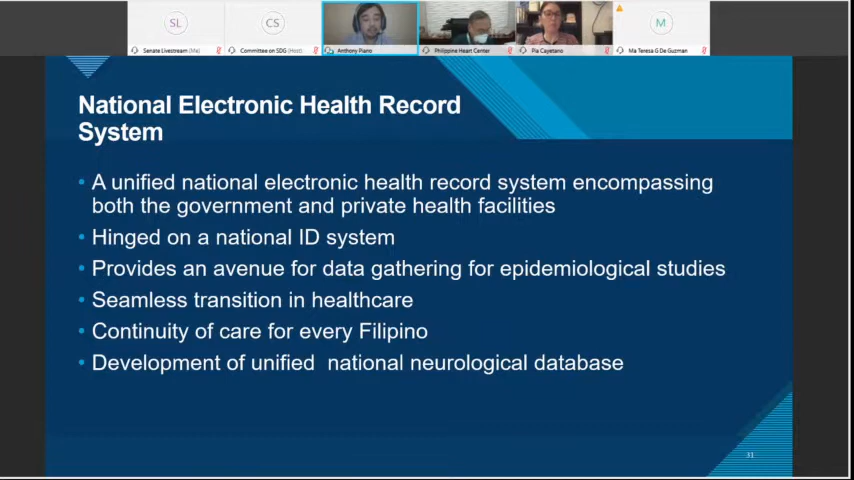 SL
CS
M
Senate Livestream (Me)
Committee on SDG (Host)
Anthony Piano
Philippine Heart Center
Pia Cayetano
Ma Teresa G De Guzman
National Electronic Health Record
System
• A unified national electronic health record system encompassing
both the government and private health facilities
• Hinged on a national ID system
• Provides an avenue for data gathering for epidemiological studies
• Seamless transition in healthcare
• Continuity of care for every Filipino
• Development of unified national neurological database
31